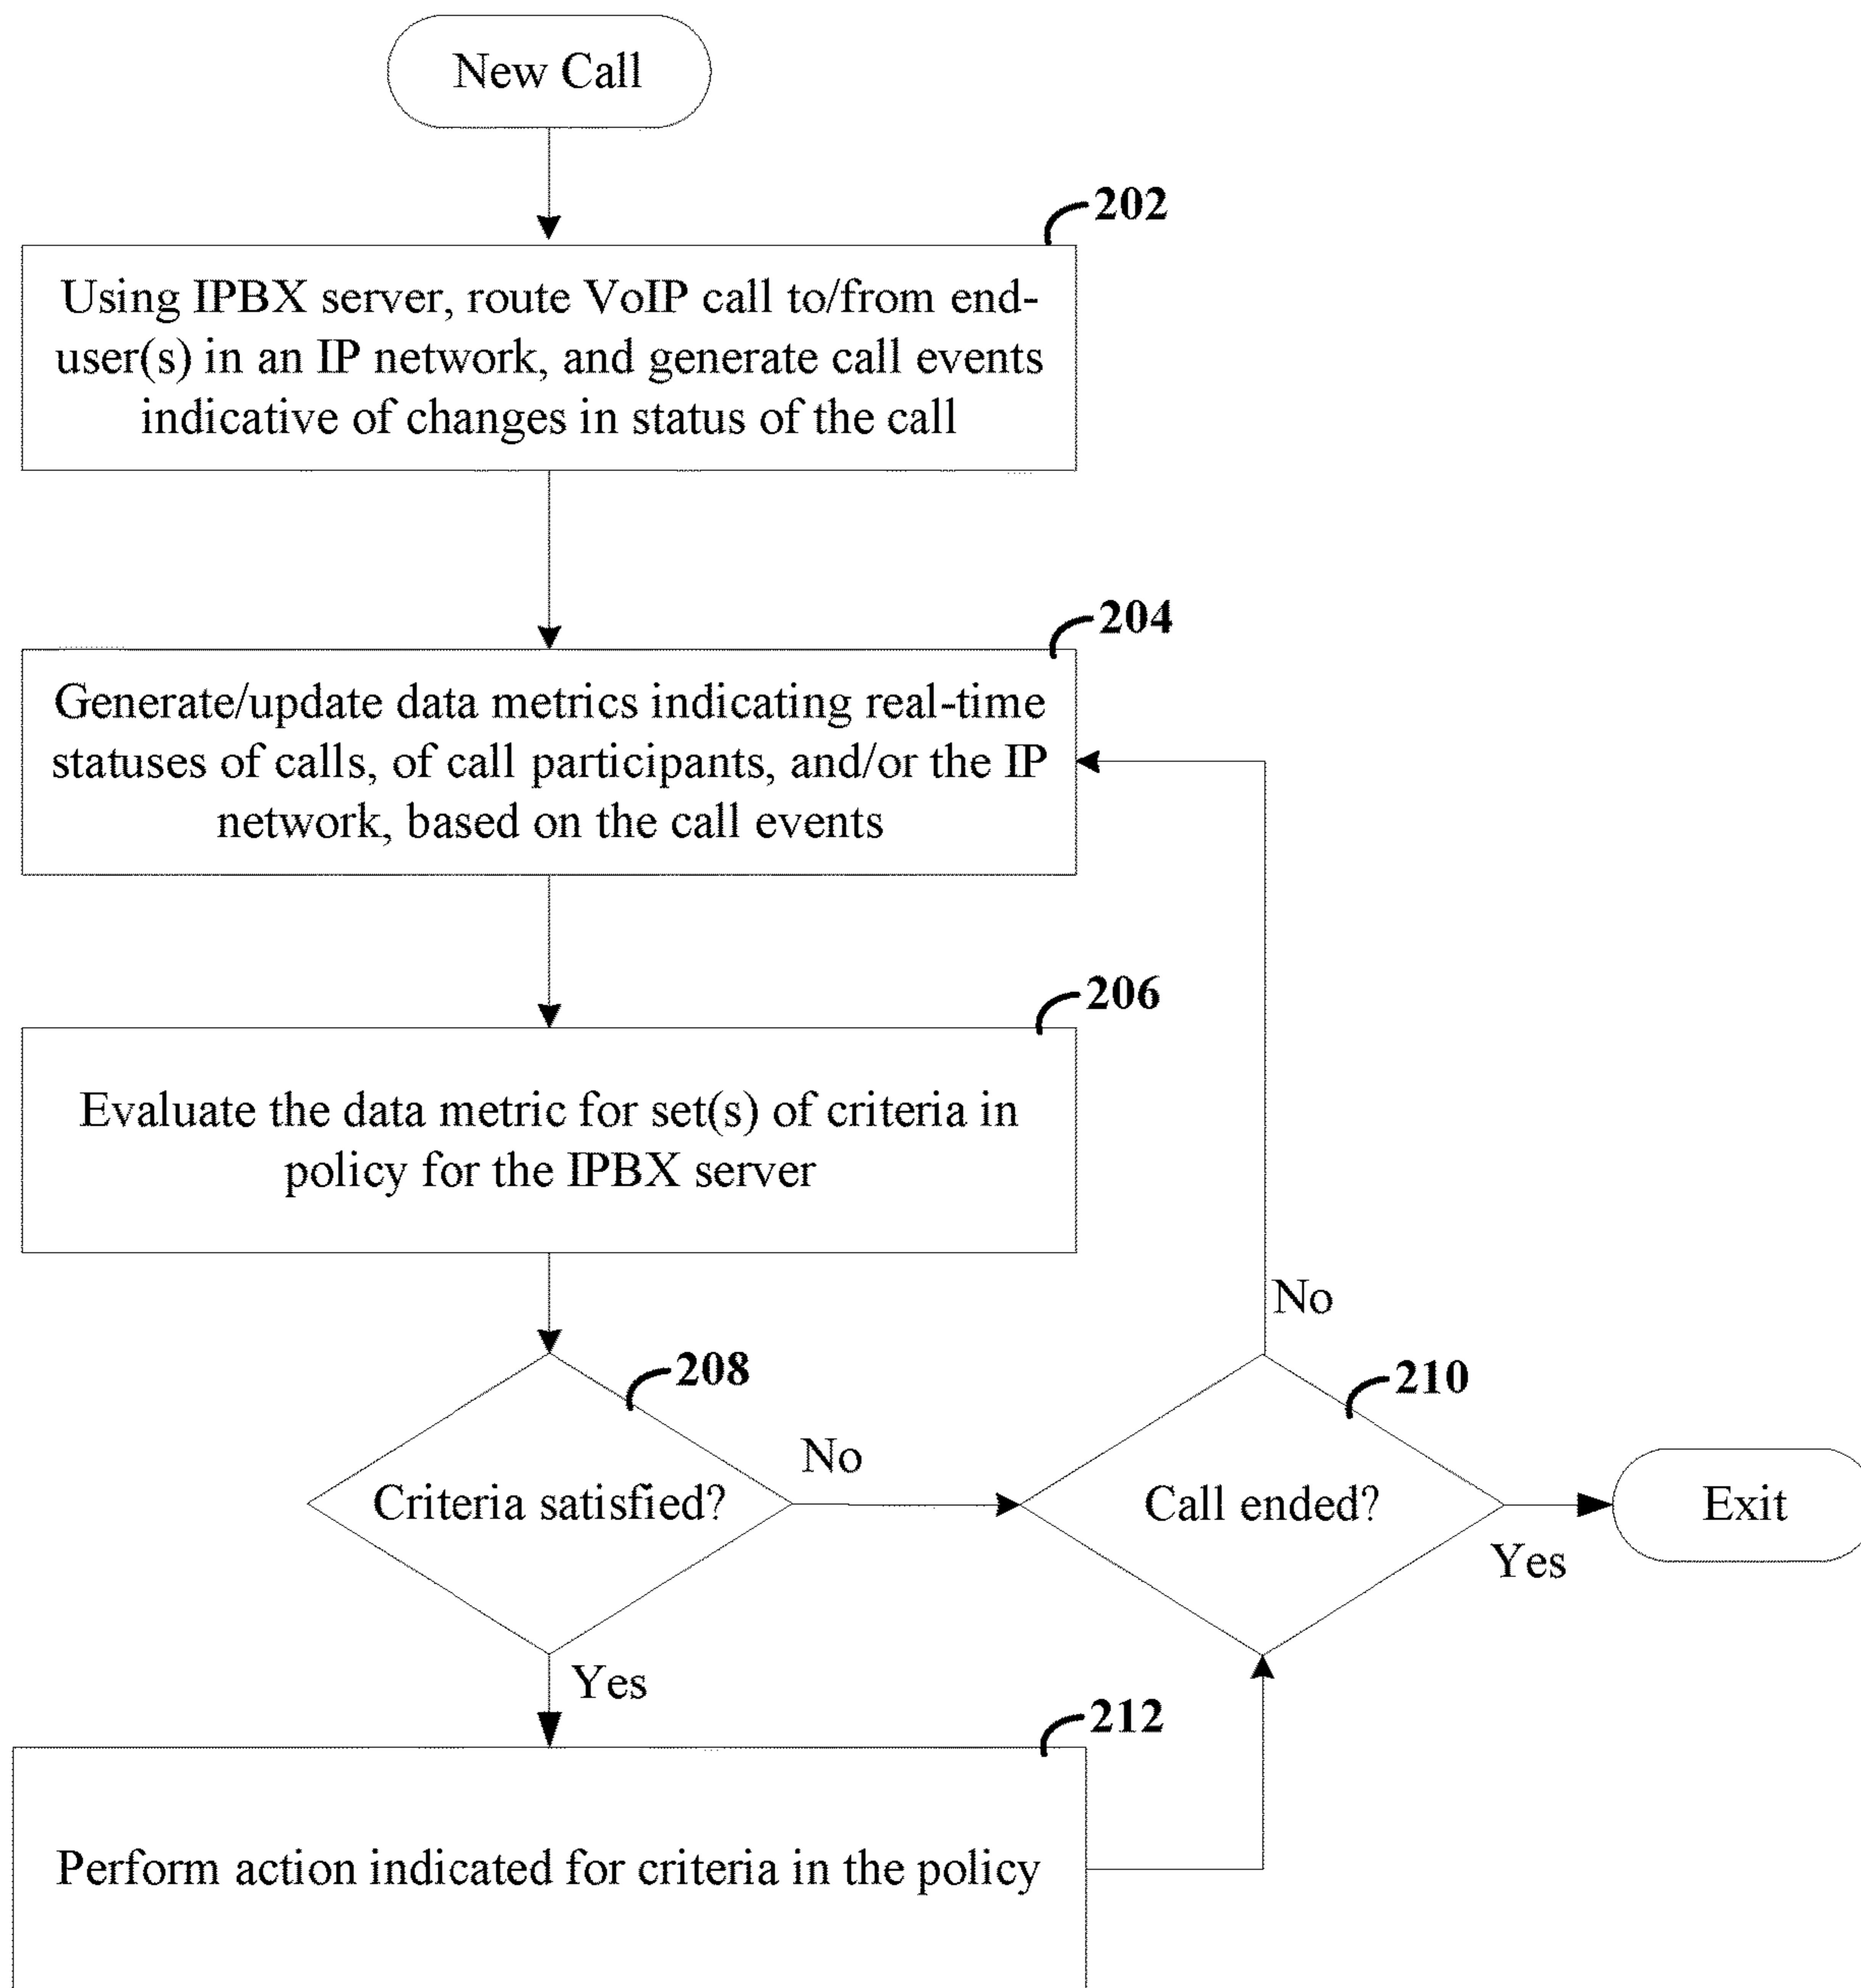 New Call
202
Using IPBX server, route VoIP call to/from end-
user(s) in an IP network, and generate call events
indicative of changes in status of the call
204
Generate/update data metrics indicating real-time
statuses of calls, of call participants, and/or the IP
network, based on the call events
206
Evaluate the data metric for set(s) of criteria in
policy for the IPBX server
No
208
210
Criteria satisfied?
No
Call ended?
Exit
Yes
Yes
212
Perform action indicated for criteria in the policy